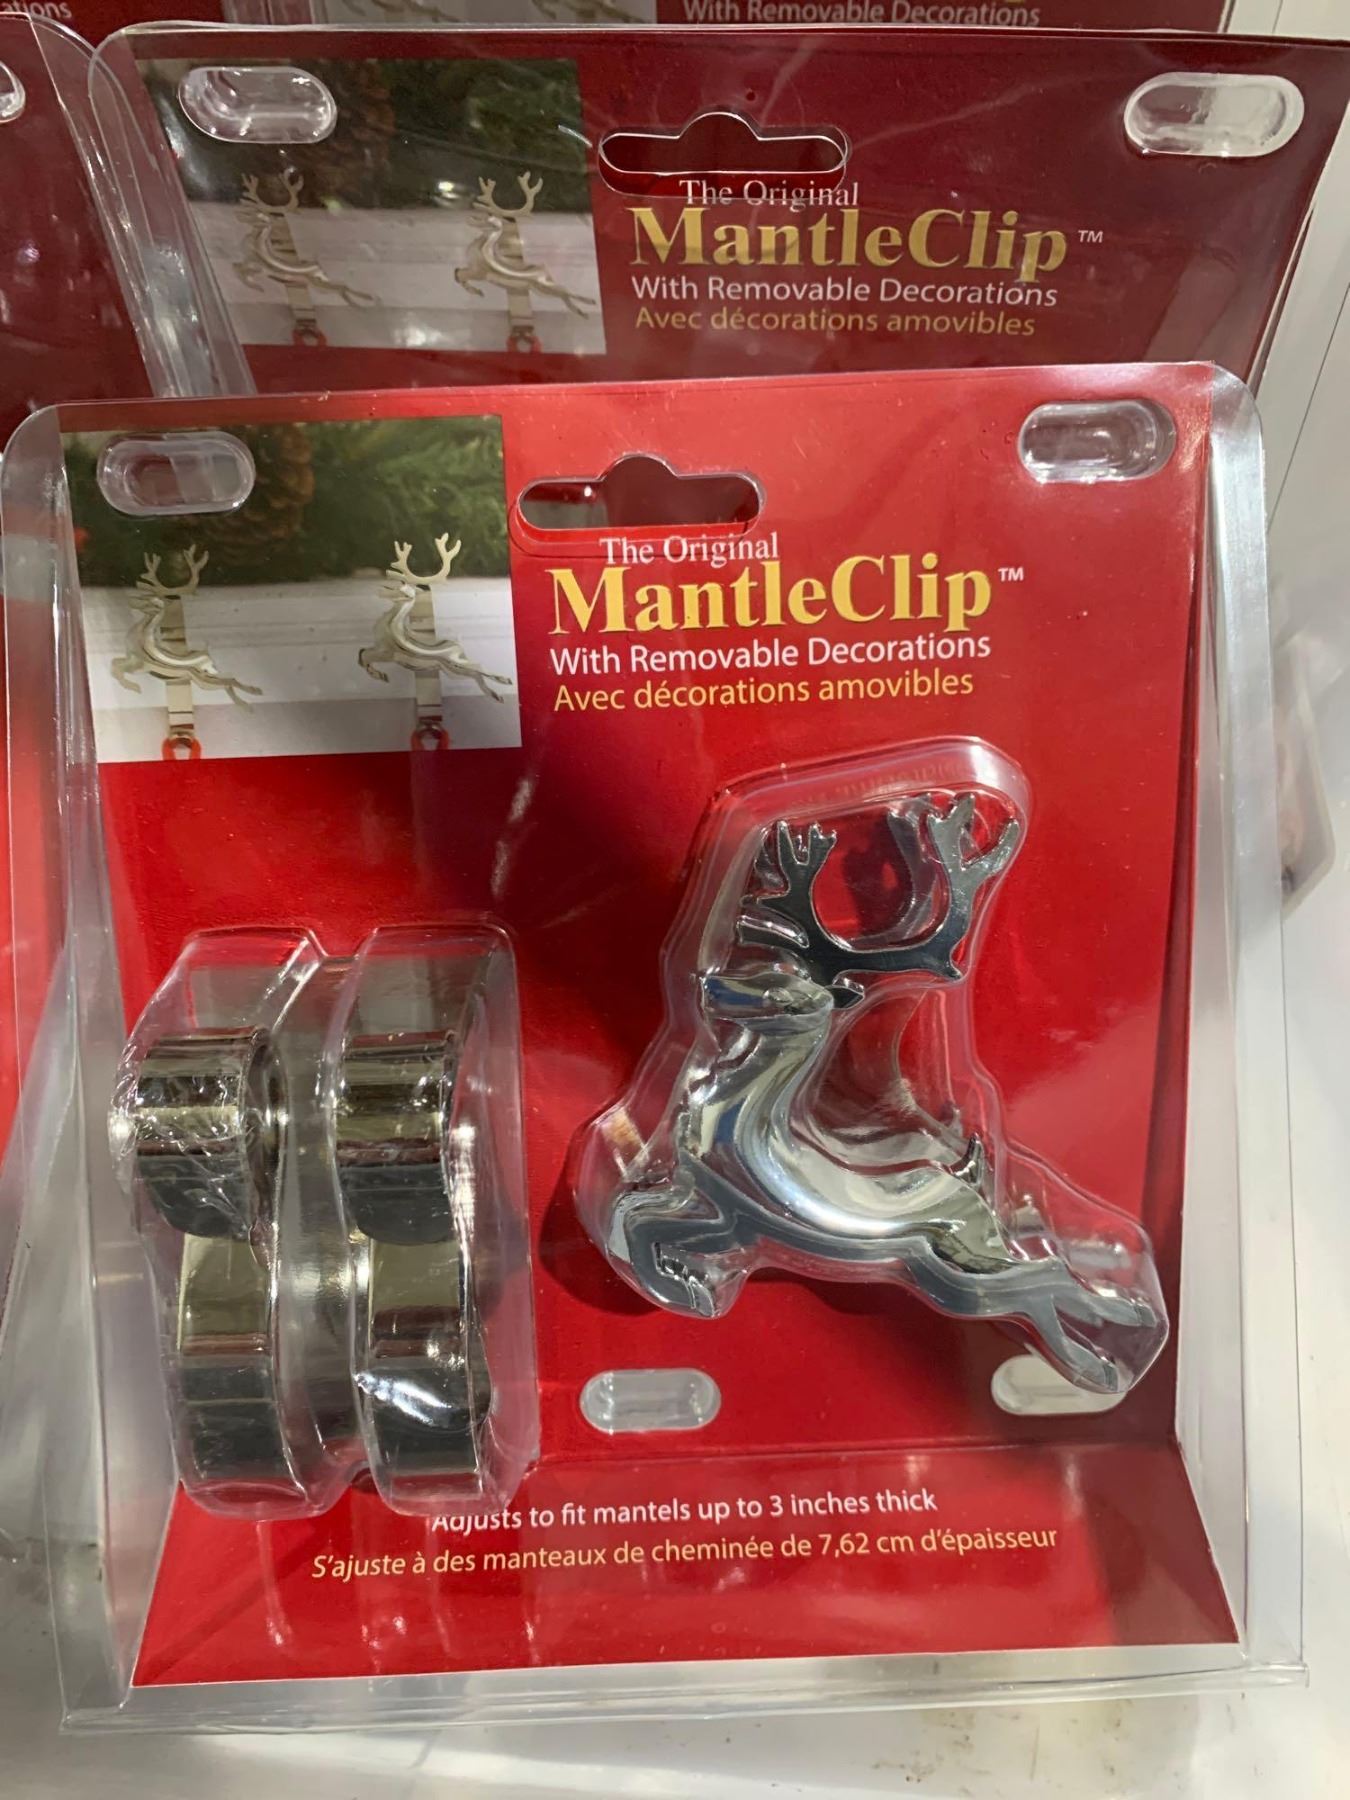 ations
With Removable Decorations
The Original
MantleClip™
With Removable Decorations
Avec décorations amovibles
The Original
MantleClip™
With Removable Decorations
Avec décorations amovibles
Adjusts to fit mantels up to 3 inches thick
S'ajuste à des manteaux de cheminée de 7,62 cm d'épaisseur